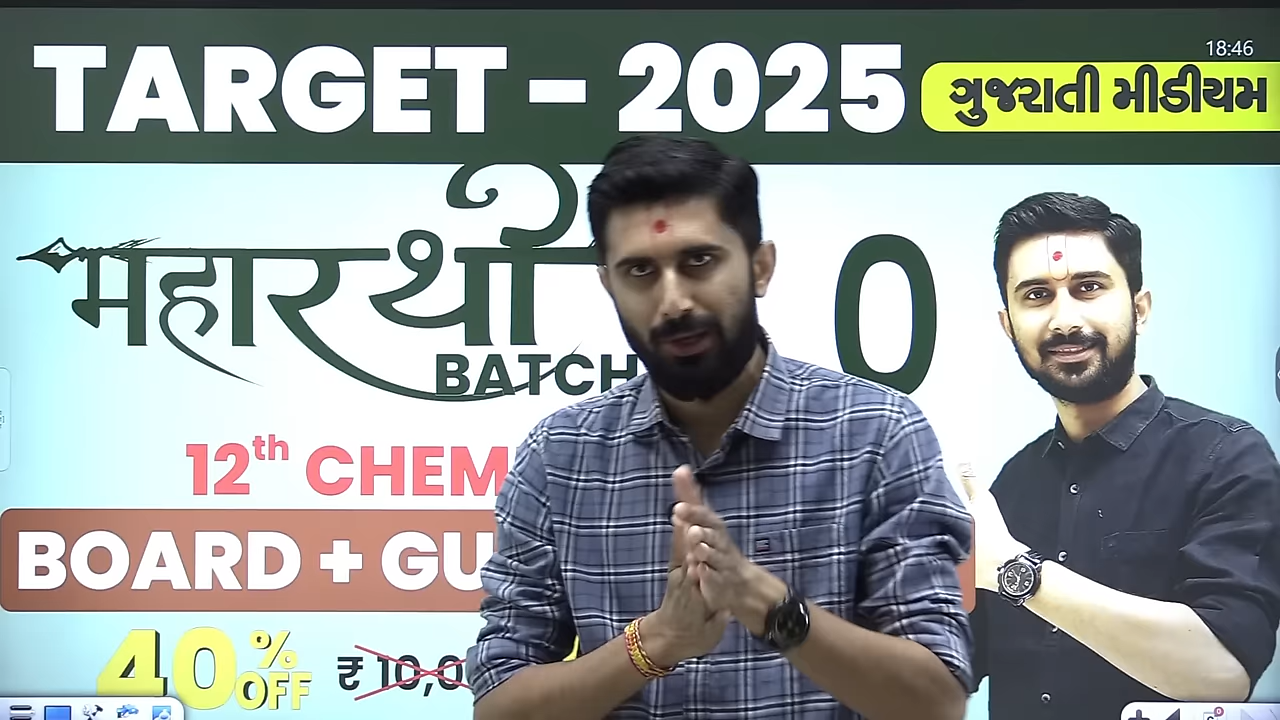 18:46
TARGET - 2025
ગુજરાતી મીડીયમ
महारथी
0
BATCH
12th CHEM
BOARD + GU
40% OFF
₹ 10,0